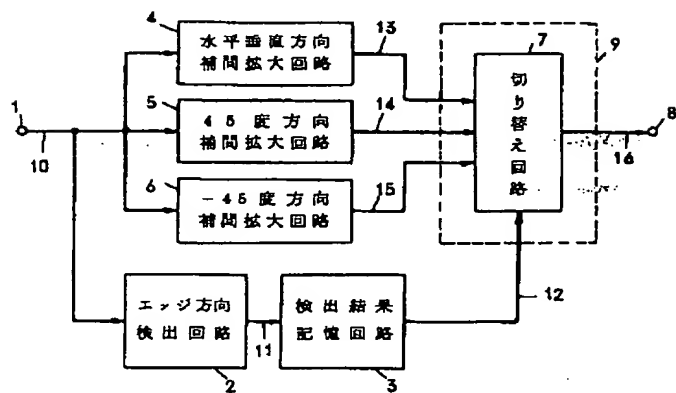 4
水平垂直方向
補間拡大回路
13
5
45度方向
補間拡大回路
14
6
-45度方向
補間拡大回路
15
7
切り替え回路
9
1
10
8
16
エッジ方向
検出回路
2
11
検出結果
記憶回路
3
12